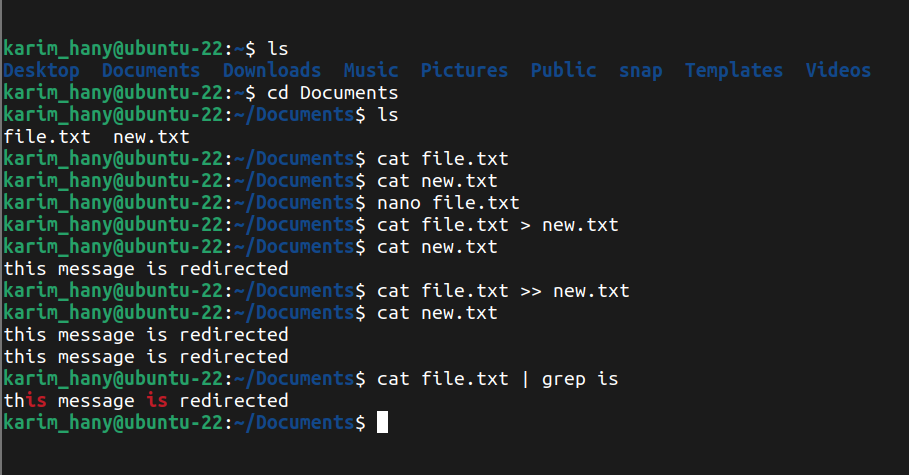 karim_hany@ubuntu-22:~$ ls
Desktop  Documents  Downloads  Music  Pictures  Public  snap  Templates  Videos
karim_hany@ubuntu-22:~$ cd Documents
karim_hany@ubuntu-22:~/Documents$ ls
file.txt  new.txt
karim_hany@ubuntu-22:~/Documents$ cat file.txt
karim_hany@ubuntu-22:~/Documents$ cat new.txt
karim_hany@ubuntu-22:~/Documents$ nano file.txt
karim_hany@ubuntu-22:~/Documents$ cat file.txt > new.txt
karim_hany@ubuntu-22:~/Documents$ cat new.txt
this message is redirected
karim_hany@ubuntu-22:~/Documents$ cat file.txt >> new.txt
karim_hany@ubuntu-22:~/Documents$ cat new.txt
this message is redirected
this message is redirected
karim_hany@ubuntu-22:~/Documents$ cat file.txt | grep is
this message is redirected
karim_hany@ubuntu-22:~/Documents$